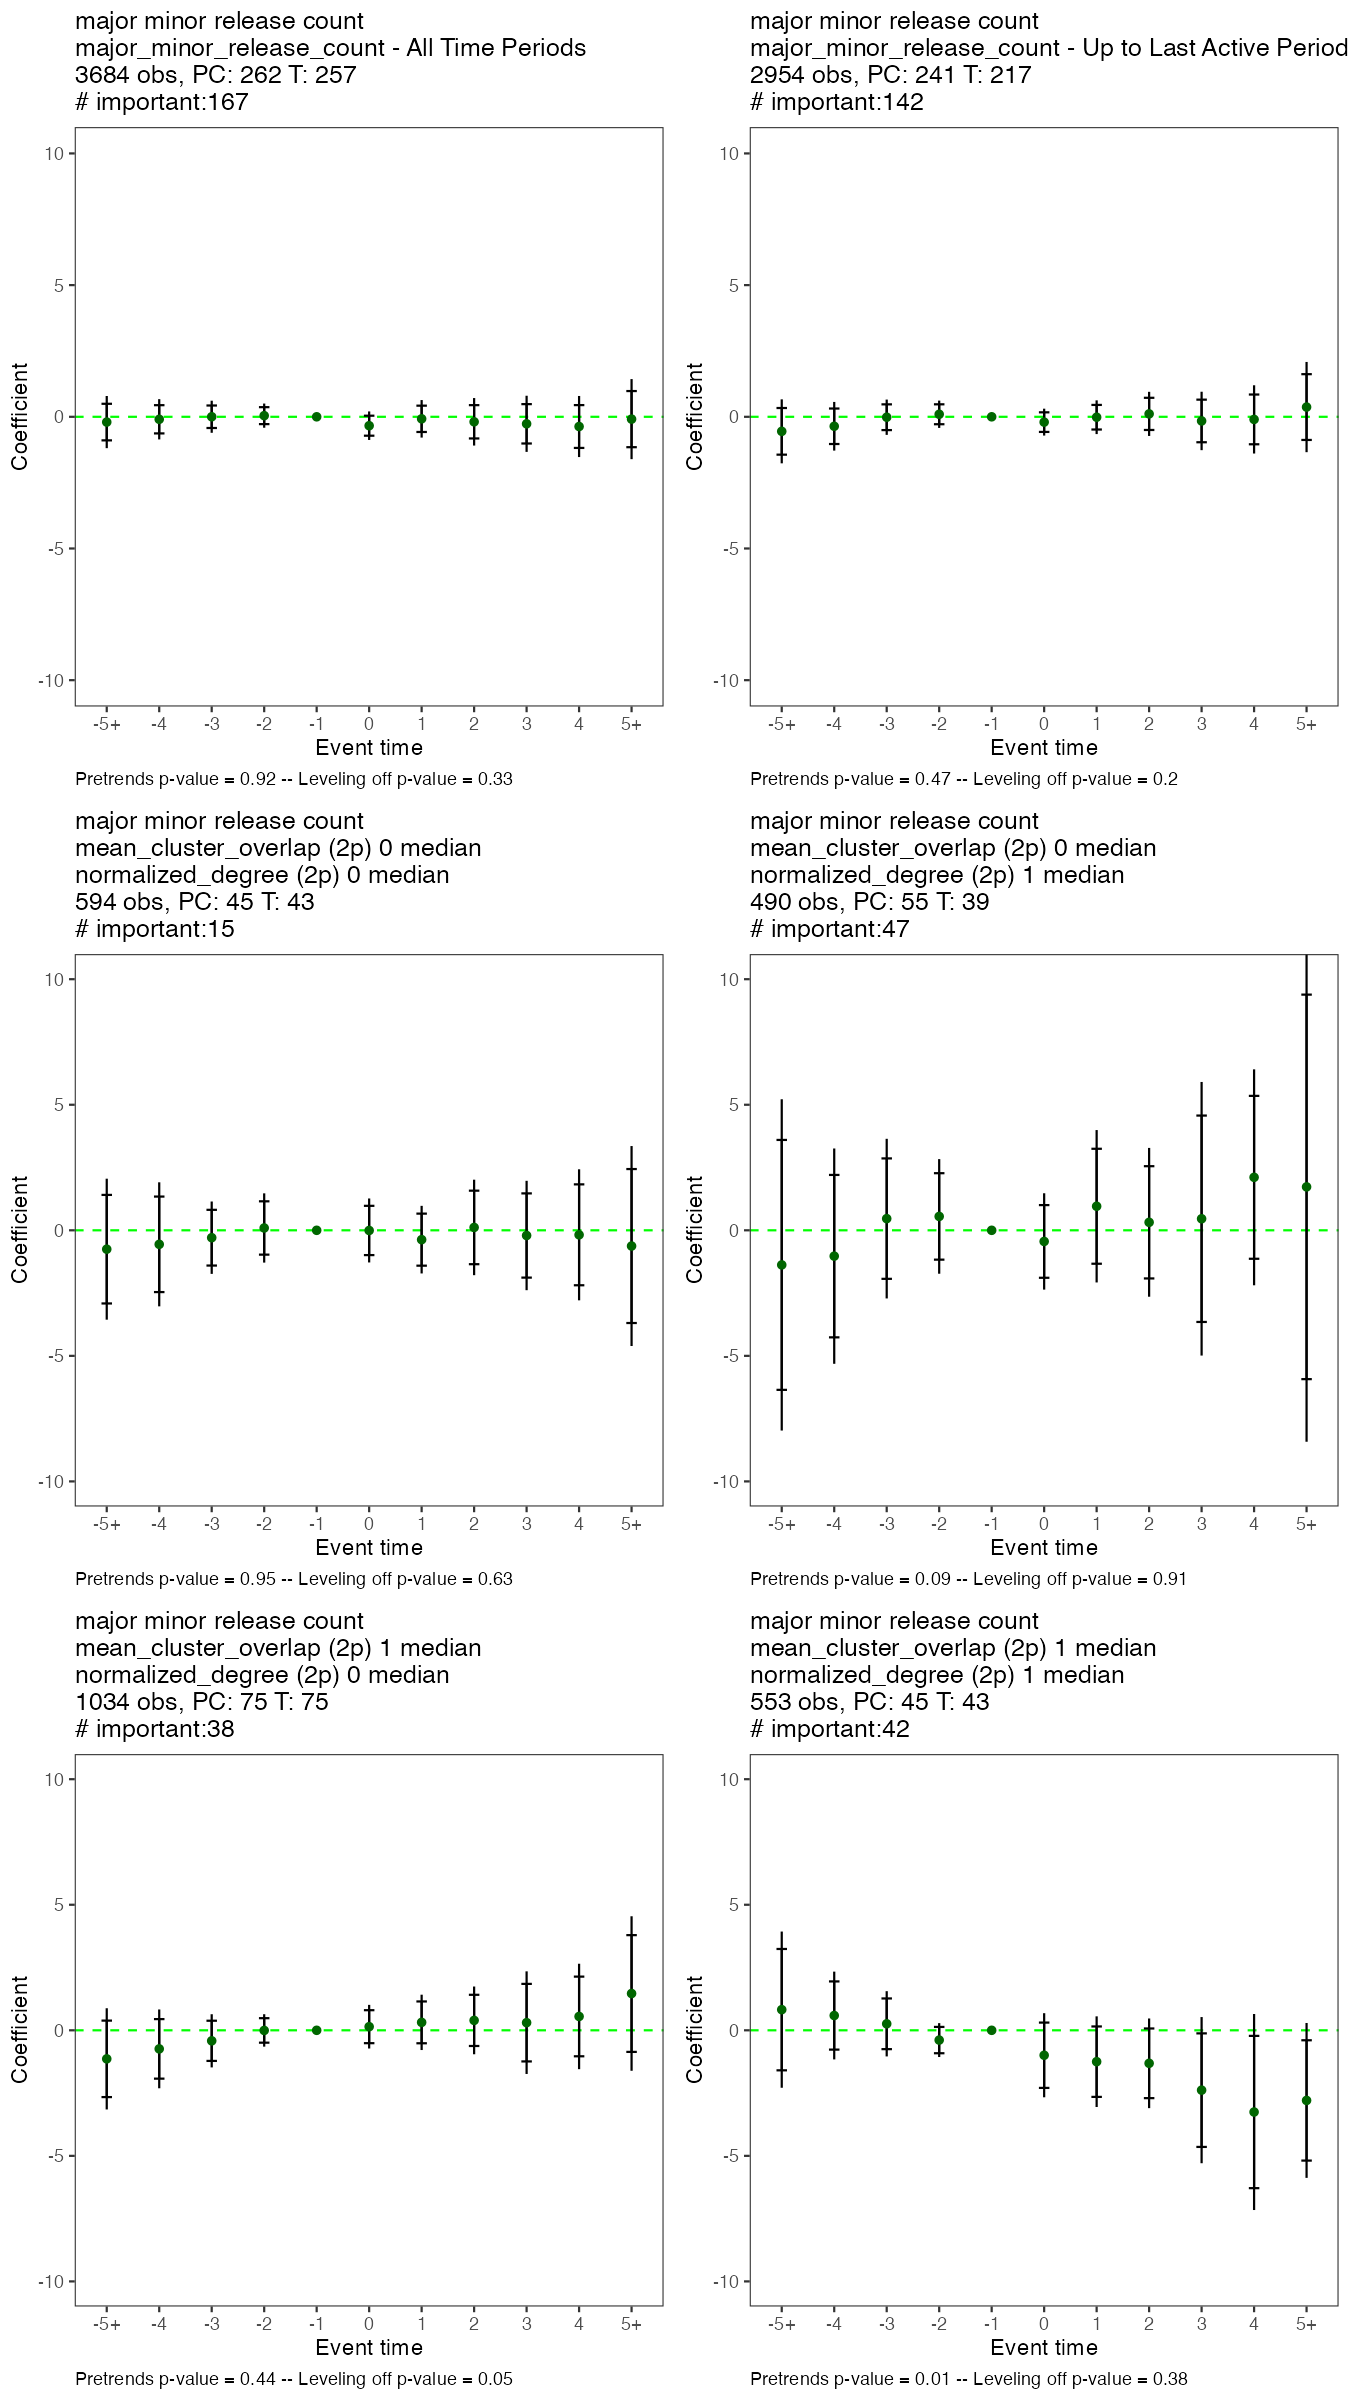 major minor release count
major_minor_release_count - All Time Periods
3684 obs, PC: 262 T: 257
# important:167
10
5
0
-5
-10
Coefficient
-5+ -4 -3 -2 -1 0 1 2 3 4 5+
Event time
Pretrends p-value = 0.92 -- Leveling off p-value = 0.33
major minor release count
major_minor_release_count - Up to Last Active Period
2954 obs, PC: 241 T: 217
# important:142
10
5
0
-5
-10
Coefficient
-5+ -4 -3 -2 -1 0 1 2 3 4 5+
Event time
Pretrends p-value = 0.47 -- Leveling off p-value = 0.2
major minor release count
mean_cluster_overlap (2p) 0 median
normalized_degree (2p) 0 median
594 obs, PC: 45 T: 43
# important:15
10
5
0
-5
-10
Coefficient
-5+ -4 -3 -2 -1 0 1 2 3 4 5+
Event time
Pretrends p-value = 0.95 -- Leveling off p-value = 0.63
major minor release count
mean_cluster_overlap (2p) 0 median
normalized_degree (2p) 1 median
490 obs, PC: 55 T: 39
# important:47
10
5
0
-5
-10
Coefficient
-5+ -4 -3 -2 -1 0 1 2 3 4 5+
Event time
Pretrends p-value = 0.09 -- Leveling off p-value = 0.91
major minor release count
mean_cluster_overlap (2p) 1 median
normalized_degree (2p) 0 median
1034 obs, PC: 75 T: 75
# important:38
10
5
0
-5
-10
Coefficient
-5+ -4 -3 -2 -1 0 1 2 3 4 5+
Event time
Pretrends p-value = 0.44 -- Leveling off p-value = 0.05
major minor release count
mean_cluster_overlap (2p) 1 median
normalized_degree (2p) 1 median
553 obs, PC: 45 T: 43
# important:42
10
5
0
-5
-10
Coefficient
-5+ -4 -3 -2 -1 0 1 2 3 4 5+
Event time
Pretrends p-value = 0.01 -- Leveling off p-value = 0.38